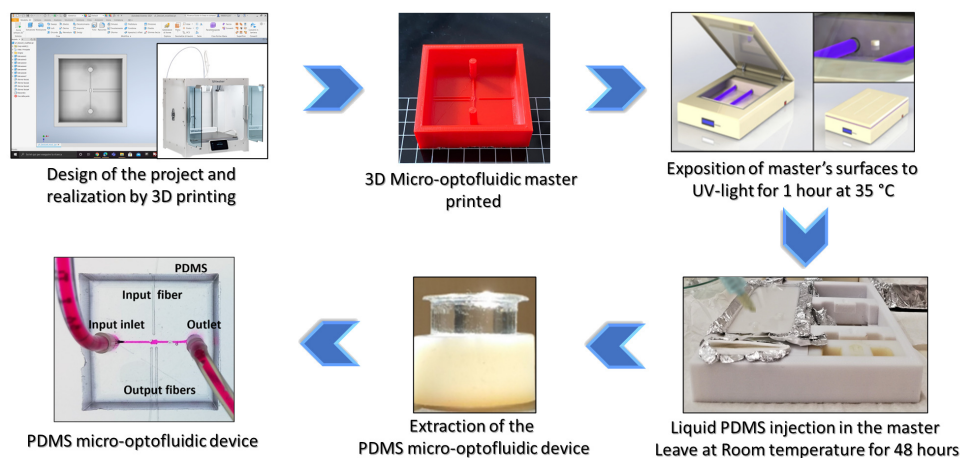 Design of the project and
realization by 3D printing
3D Micro-optofluidic master
printed
Exposition of master's surfaces to
UV-light for 1 hour at 35 °C
PDMS
Input fiber
Input inlet
Outlet
Output fibers
PDMS micro-optofluidic device
Extraction of the
PDMS micro-optofluidic device
Liquid PDMS injection in the master
Leave at Room temperature for 48 hours